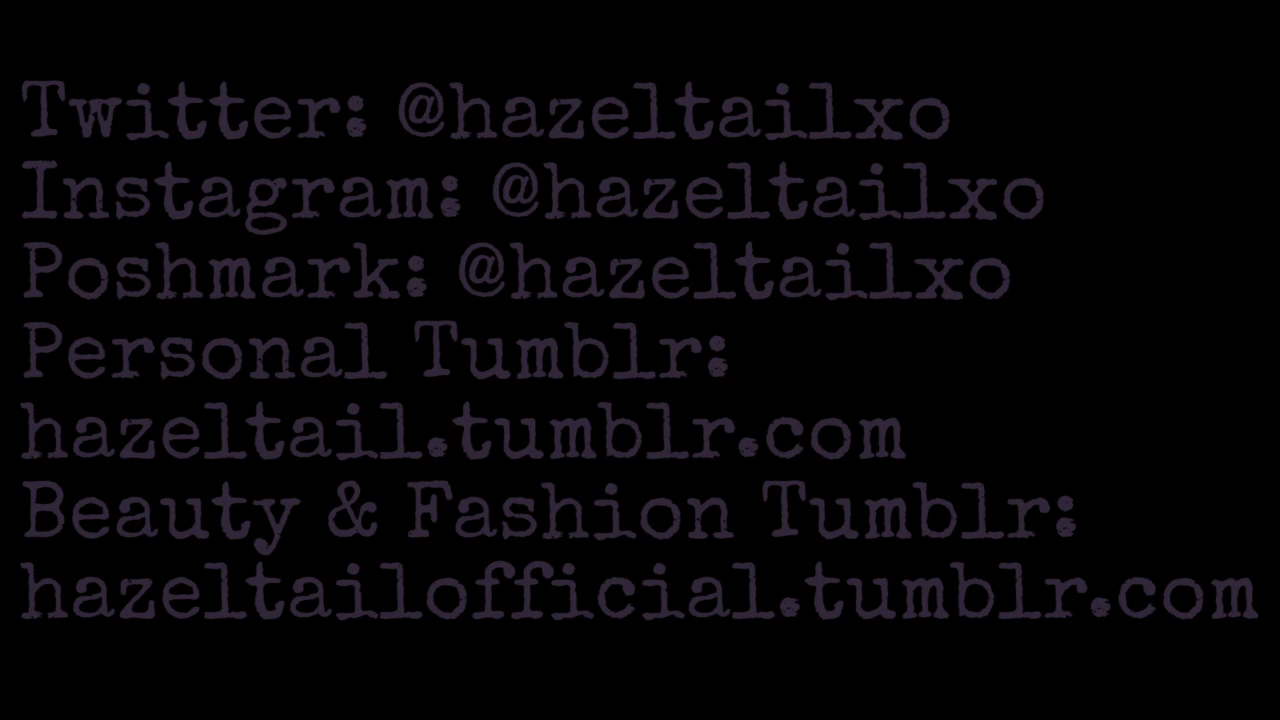 Twitter: @hazeltailxo
Instagram: @hazeltailxo
Poshmark: @hazeltailxo
Personal Tumblr:
hazeltail.tumblr.com
Beauty & Fashion Tumblr:
hazeltailofficial.tumblr.com